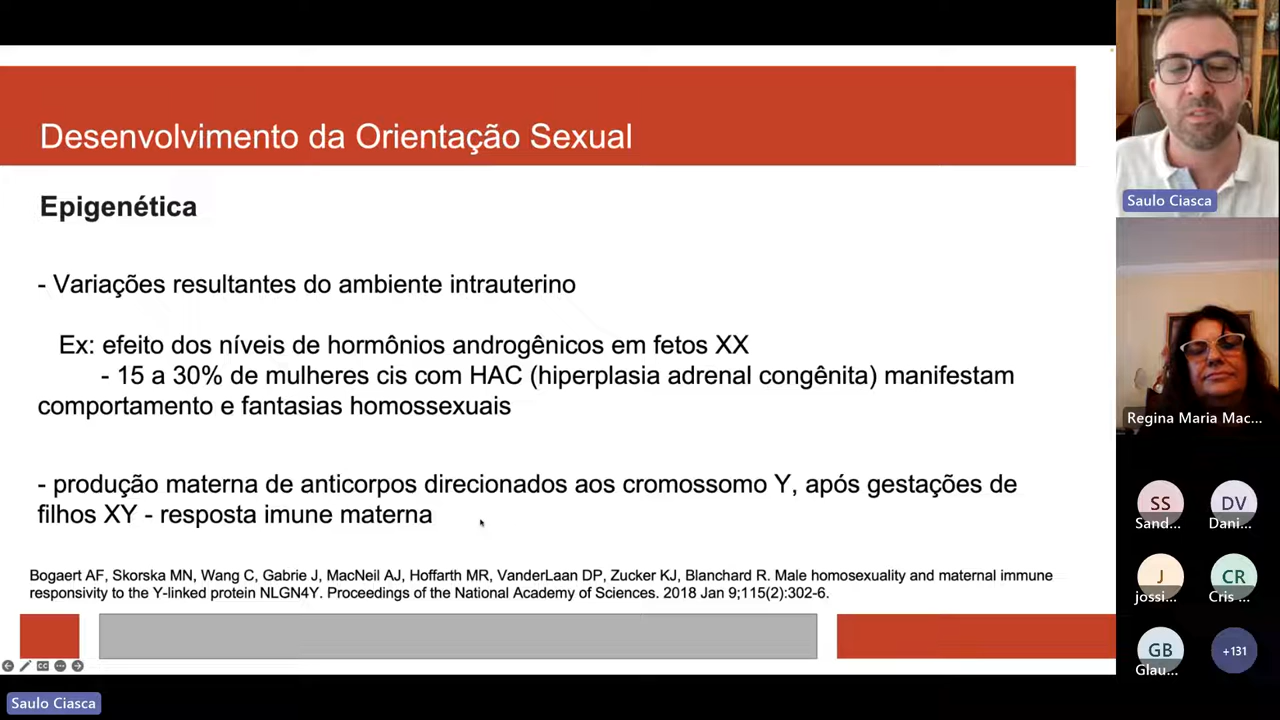 Desenvolvimento da Orientação Sexual
Epigenética
- Variações resultantes do ambiente intrauterino
Ex: efeito dos níveis de hormônios androgênicos em fetos XX
- 15 a 30% de mulheres cis com HAC (hiperplasia adrenal congênita) manifestam
comportamento e fantasias homossexuais
- produção materna de anticorpos direcionados aos cromossomo Y, após gestações de
filhos XY - resposta imune materna
Bogaert AF, Skorska MN, Wang C, Gabrie J, MacNeil AJ, Hoffarth MR, VanderLaan DP, Zucker KJ, Blanchard R. Male homosexuality and maternal immune
responsivity to the Y-linked protein NLGN4Y. Proceedings of the National Academy of Sciences. 2018 Jan 9;115(2):302-6.
Saulo Ciasca
Regina Maria Mac...
SS
DV
Sand...
Dani...
J
CR
jossi...
Cris ...
GB
+131
Glau...
Saulo Ciasca